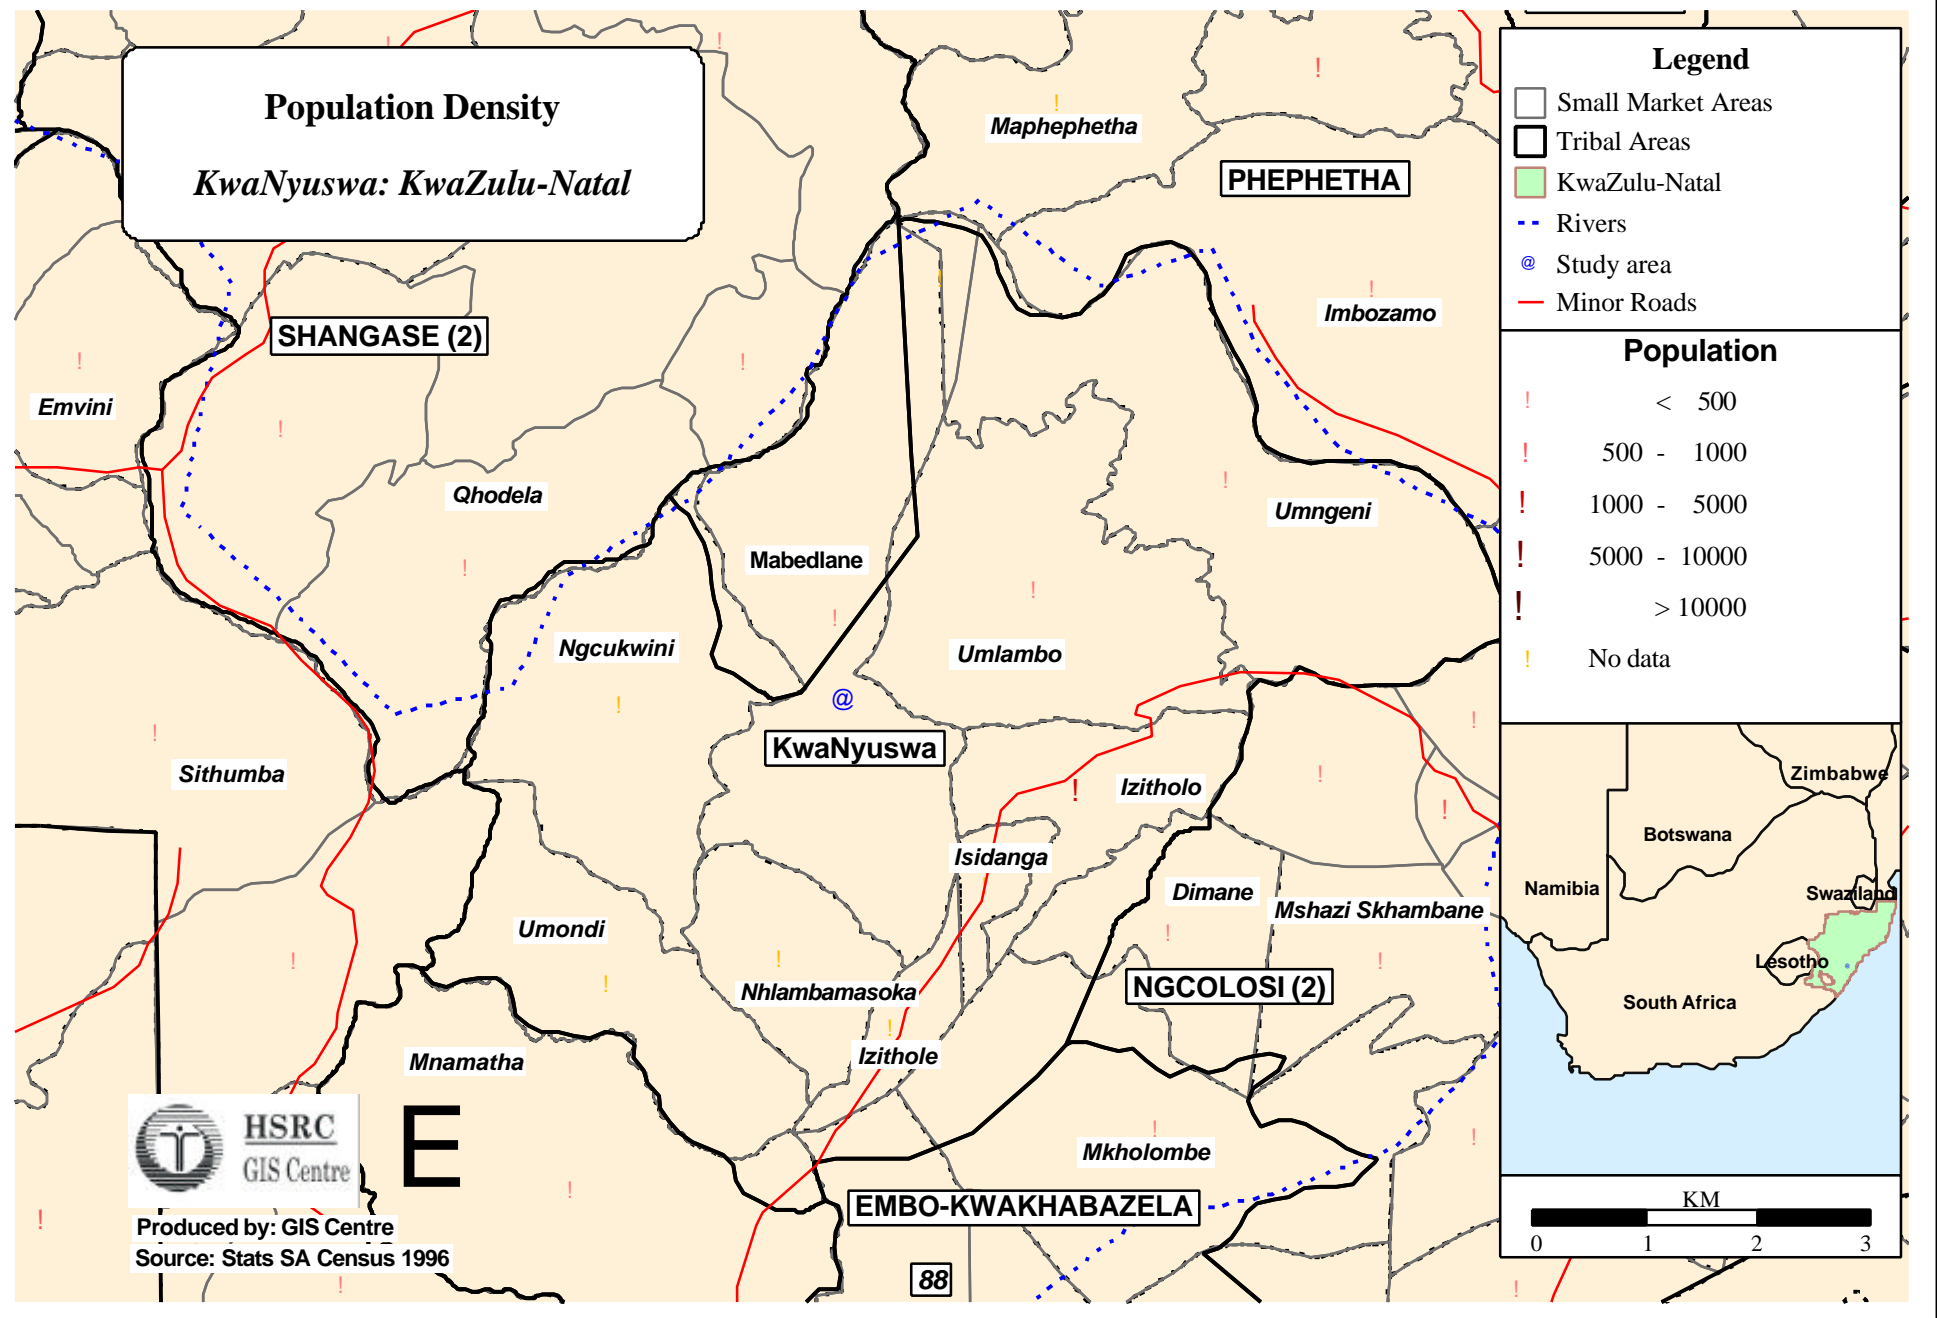 Population Density
KwaNyuswa: KwaZulu-Natal
Maphephetha
PHEPHETHA
Imbozamo
SHANGASE (2)
Emvini
Qhodela
Umngeni
Mabedlane
Ngcukwini
Umlambo
@
KwaNyuswa
Sithumba
Izitholo
Isidanga
Dimane
Mshazi Skhambane
Umondi
Nhlambamasoka
NGCOLOSI (2)
Izithole
Mnamatha
E
Mkholombe
EMBO-KWAKHABAZELA
88
HSRC
GIS Centre
Produced by: GIS Centre
Source: Stats SA Census 1996
Legend
Small Market Areas
Tribal Areas
KwaZulu-Natal
Rivers
@ Study area
Minor Roads
Population
! < 500
! 500 - 1000
! 1000 - 5000
! 5000 - 10000
! > 10000
! No data
Zimbabwe
Botswana
Namibia
Swaziland
Lesotho
South Africa
KM
0 1 2 3